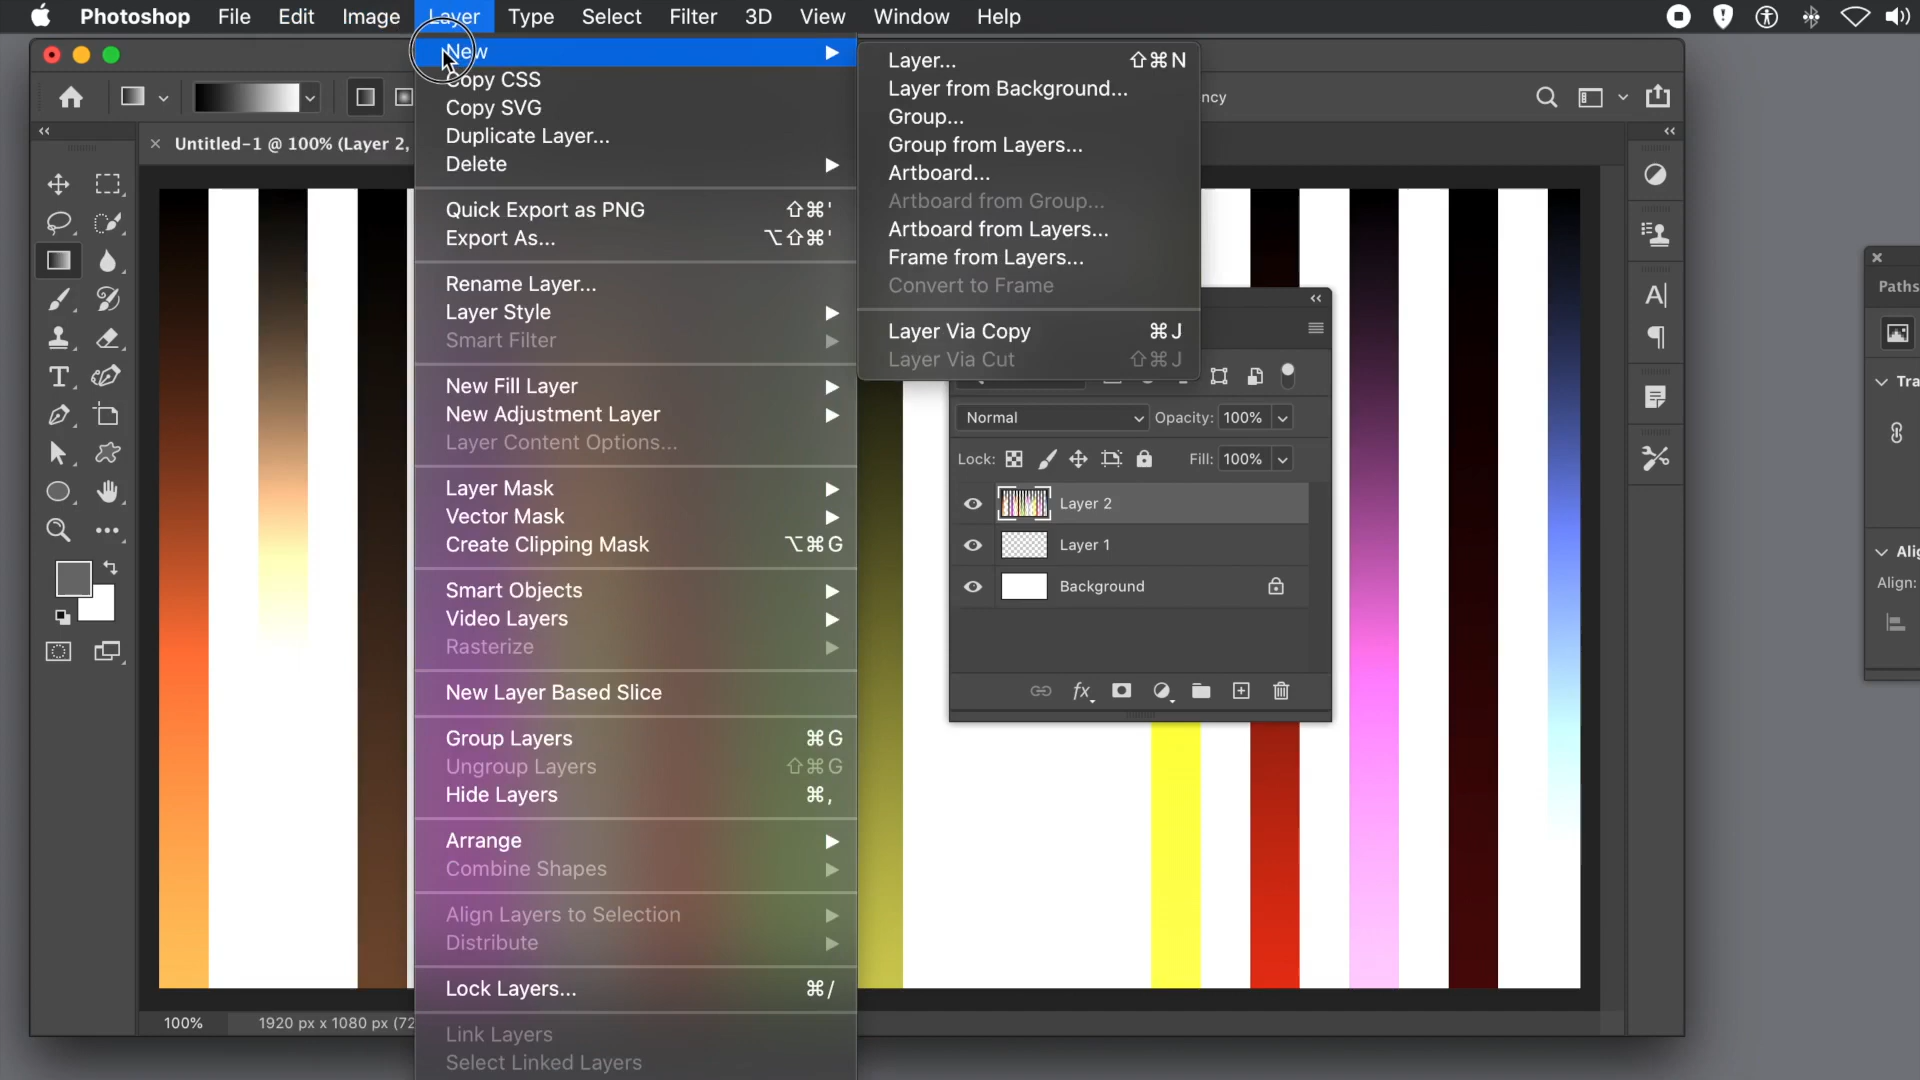 Photoshop File Edit Image Layer Type Select Filter 3D View Window Help
New
Copy CSS
Copy SVG
Duplicate Layer...
Delete
Quick Export as PNG ⇧⌘'
Export As... ⌥⇧⌘'
Rename Layer...
Layer Style
Smart Filter
New Fill Layer
New Adjustment Layer
Layer Content Options...
Layer Mask
Vector Mask
Create Clipping Mask ⌥⌘G
Smart Objects
Video Layers
Rasterize
New Layer Based Slice
Group Layers ⌘G
Ungroup Layers ⇧⌘G
Hide Layers ⌘,
Arrange
Combine Shapes
Align Layers to Selection
Distribute
Lock Layers... ⌘/
Link Layers
Select Linked Layers
Layer... ⇧⌘N
Layer from Background...
Group...
Group from Layers...
Artboard...
Artboard from Group...
Artboard from Layers...
Frame from Layers...
Convert to Frame
Layer Via Copy ⌘J
Layer Via Cut ⇧⌘J
ncy
Untitled-1 @ 100% (Layer 2,
Normal Opacity: 100%
Lock: Fill: 100%
Layer 2
Layer 1
Background
Paths
Tra
Alig
Align:
100% 1920 px x 1080 px (72